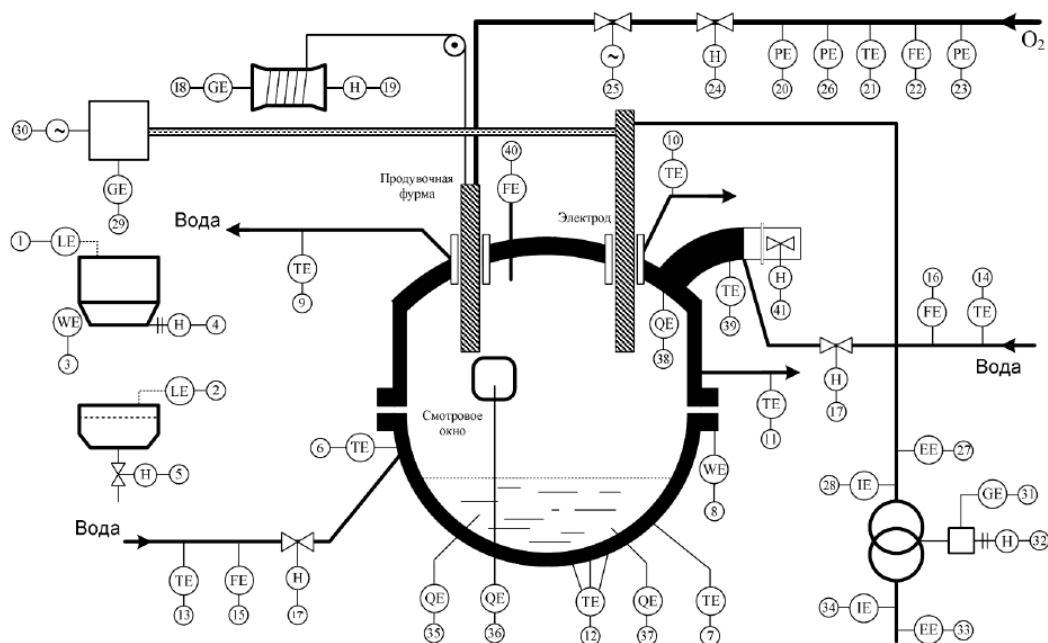 O₂
18 GE H 19
~ H PE PE TE FE PE
25 24 20 26 21 22 23
30 ~
GE
29
Продувочная
фурма
40
FE
Электрод
10
TE
Вода
TE
9
1 LE
WE
3
H 4
2 LE
H 5
H
41
TE
39
QE
38
16 14
FE TE
Вода
H
17
Смотровое
окно
6 TE
TE
11
WE
8
EE 27
28 IE
GE 31
H 32
34 IE
EE 33
Вода
TE FE H
13 15 17
QE QE TE QE TE
35 36 12 37 7